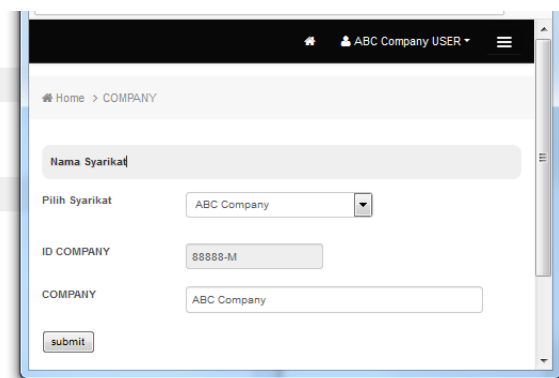 ABC Company USER
Home > COMPANY
Nama Syarikat
Pilih Syarikat ABC Company
ID COMPANY 88888-M
COMPANY ABC Company
submit